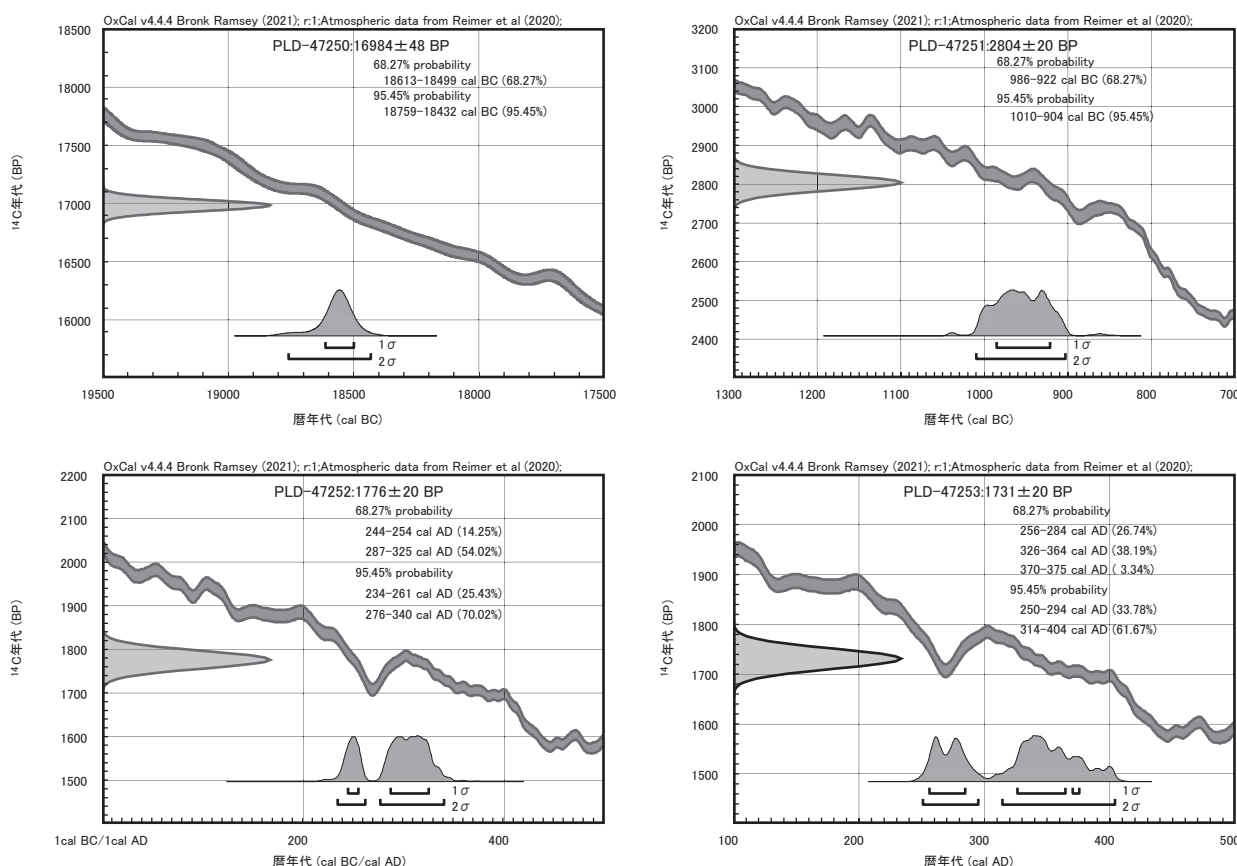 OxCal v4.4.4 Bronk Ramsey (2021); r:1;Atmospheric data from Reimer et al (2020);
PLD-47250:16984±48 BP
68.27% probability
18613-18499 cal BC (68.27%)
95.45% probability
18759-18432 cal BC (95.45%)
18500
18000
17500
17000
16500
16000
¹⁴C年代 (BP)
1σ
2σ
19500
19000
18500
18000
17500
暦年代 (cal BC)
OxCal v4.4.4 Bronk Ramsey (2021); r:1;Atmospheric data from Reimer et al (2020);
PLD-47251:2804±20 BP
68.27% probability
986-922 cal BC (68.27%)
95.45% probability
1010-904 cal BC (95.45%)
3200
3100
3000
2900
2800
2700
2600
2500
2400
¹⁴C年代 (BP)
1σ
2σ
1300
1200
1100
1000
900
800
700
暦年代 (cal BC)
OxCal v4.4.4 Bronk Ramsey (2021); r:1;Atmospheric data from Reimer et al (2020);
PLD-47252:1776±20 BP
68.27% probability
244-254 cal AD (14.25%)
287-325 cal AD (54.02%)
95.45% probability
234-261 cal AD (25.43%)
276-340 cal AD (70.02%)
2200
2100
2000
1900
1800
1700
1600
1500
¹⁴C年代 (BP)
1σ
2σ
1cal BC/1cal AD
200
400
暦年代 (cal BC/cal AD)
OxCal v4.4.4 Bronk Ramsey (2021); r:1;Atmospheric data from Reimer et al (2020);
PLD-47253:1731±20 BP
68.27% probability
256-284 cal AD (26.74%)
326-364 cal AD (38.19%)
370-375 cal AD ( 3.34%)
95.45% probability
250-294 cal AD (33.78%)
314-404 cal AD (61.67%)
2100
2000
1900
1800
1700
1600
1500
¹⁴C年代 (BP)
1σ
2σ
100
200
300
400
500
暦年代 (cal AD)